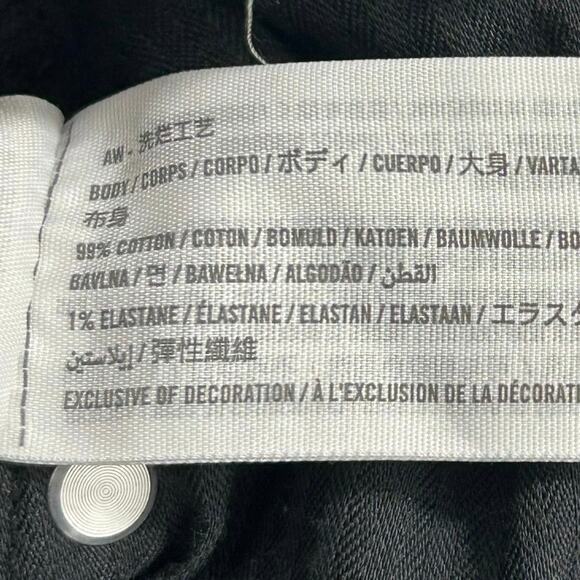 AW - 洗烂工艺
BODY / CORPS / CORPO / ボディ / CUERPO / 大身 / VARTA
布身
99% COTTON / COTON / BOMULD / KATOEN / BAUMWOLLE / BO
BAVLNA / 면 / BAWEŁNA / ALGODÃO / القطن
1% ELASTANE / ÉLASTANE / ELASTAN / ELASTAAN / エラスタ
إيلاستين / 彈性纖維
EXCLUSIVE OF DECORATION / À L'EXCLUSION DE LA DÉCORATI